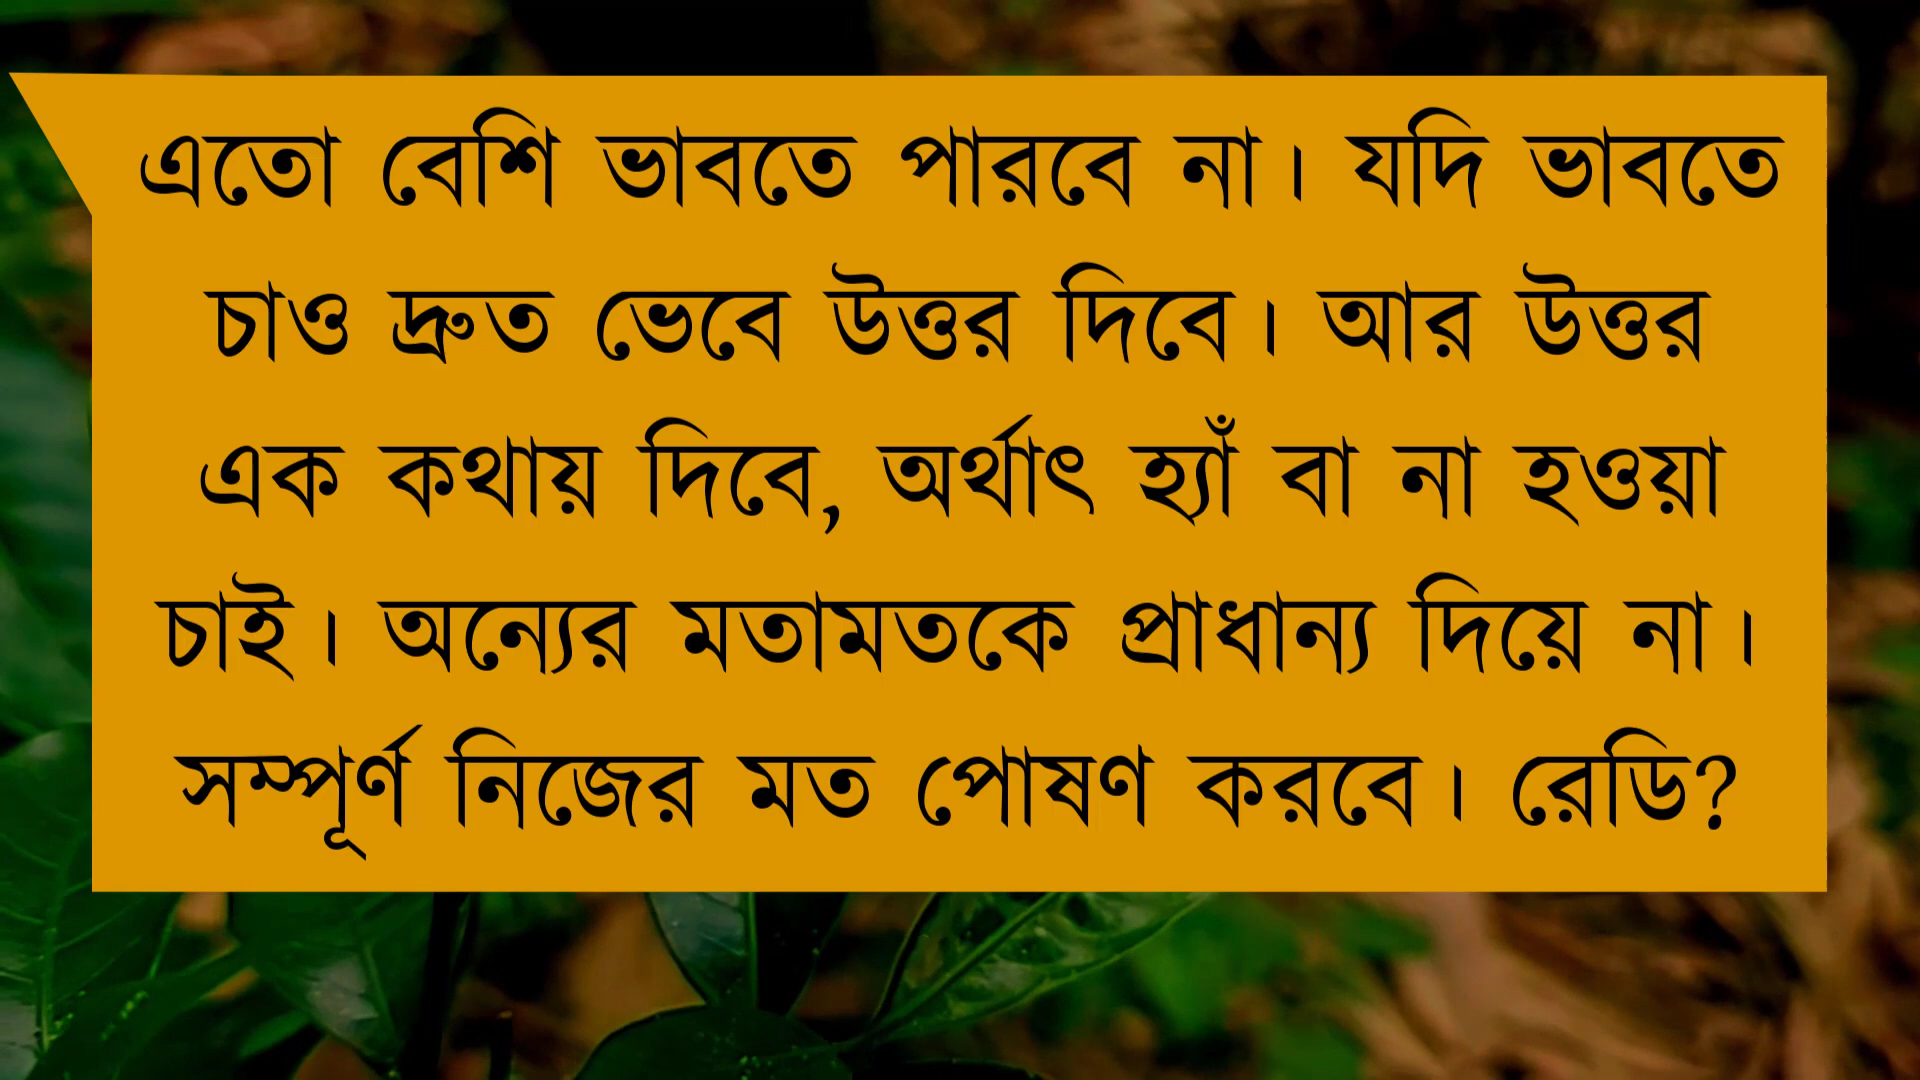 এতো বেশি ভাবতে পারবে না। যদি ভাবতে
চাও দ্রুত ভেবে উত্তর দিবে। আর উত্তর
এক কথায় দিবে, অর্থাৎ হ্যাঁ বা না হওয়া
চাই। অন্যের মতামতকে প্রাধান্য দিয়ে না।
সম্পূর্ণ নিজের মত পোষণ করবে। রেডি?